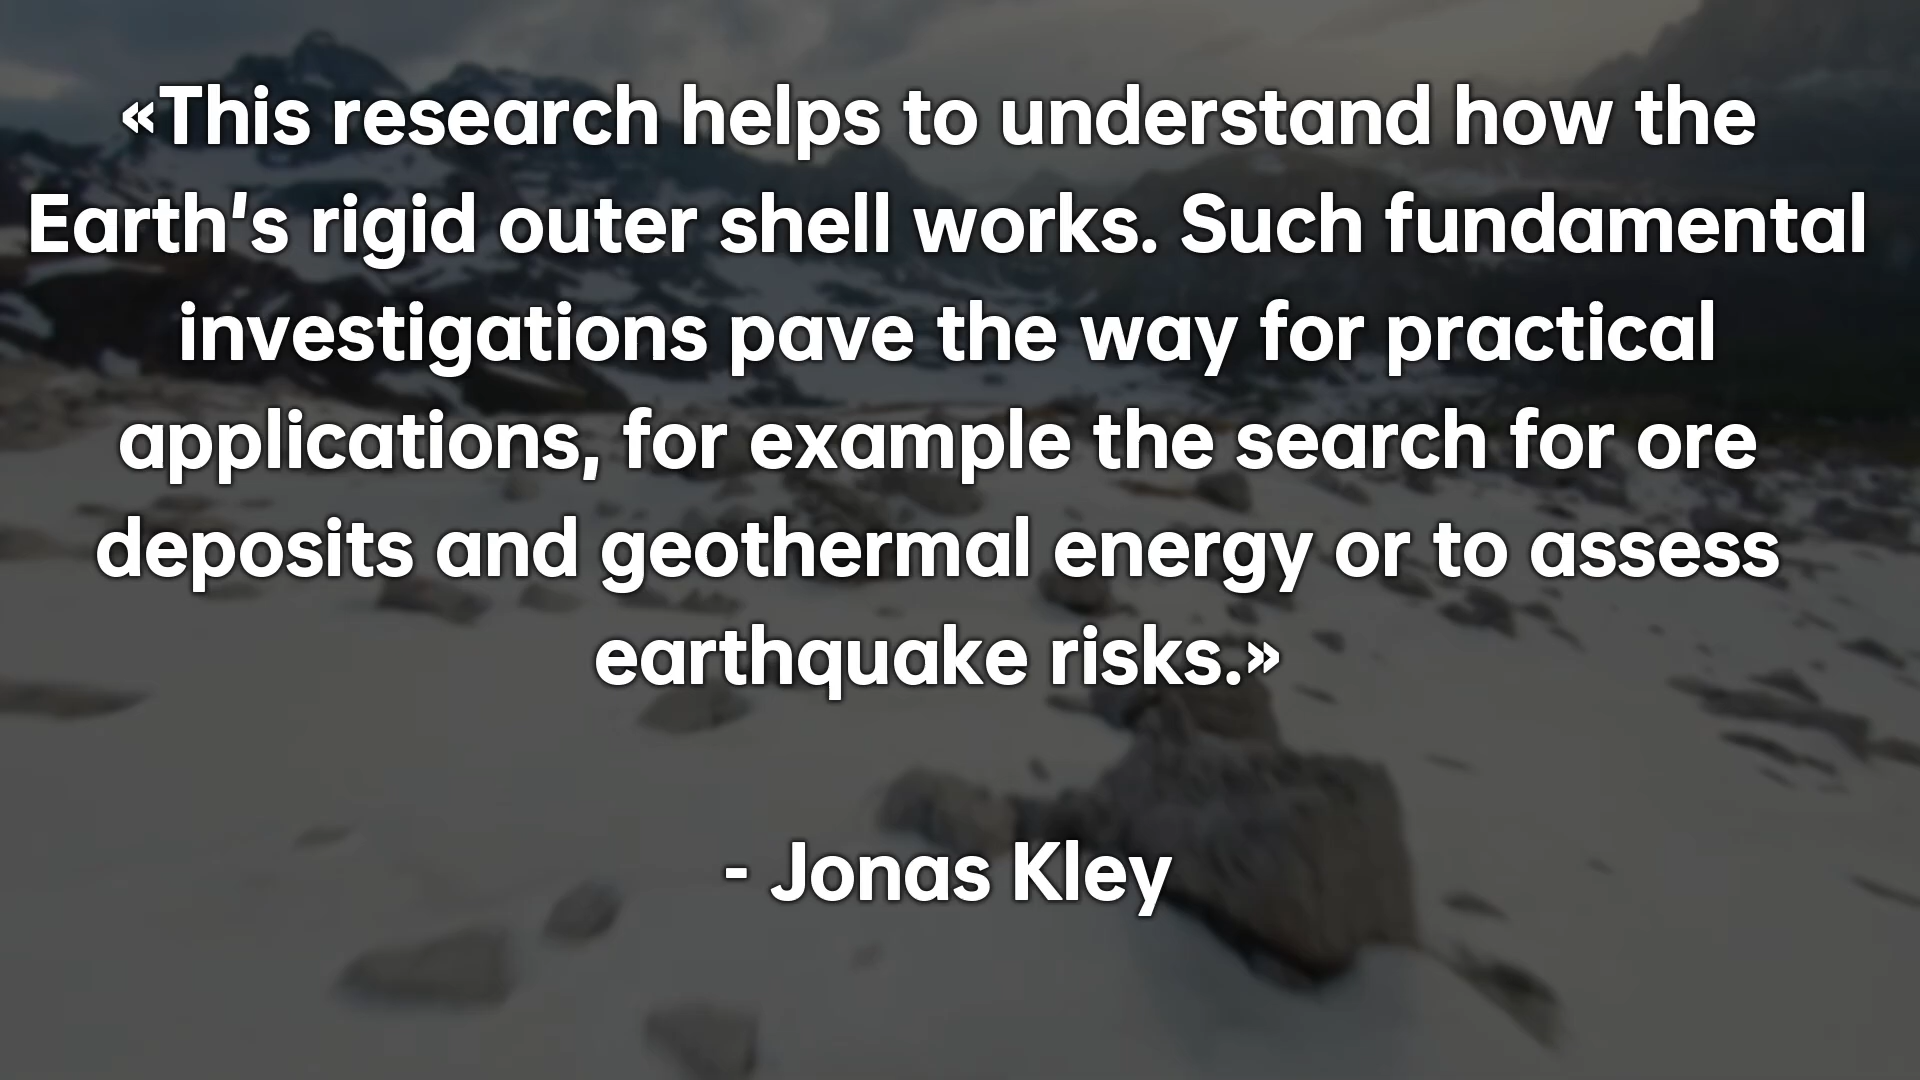 «This research helps to understand how the
Earth's rigid outer shell works. Such fundamental
investigations pave the way for practical
applications, for example the search for ore
deposits and geothermal energy or to assess
earthquake risks.»
- Jonas Kley